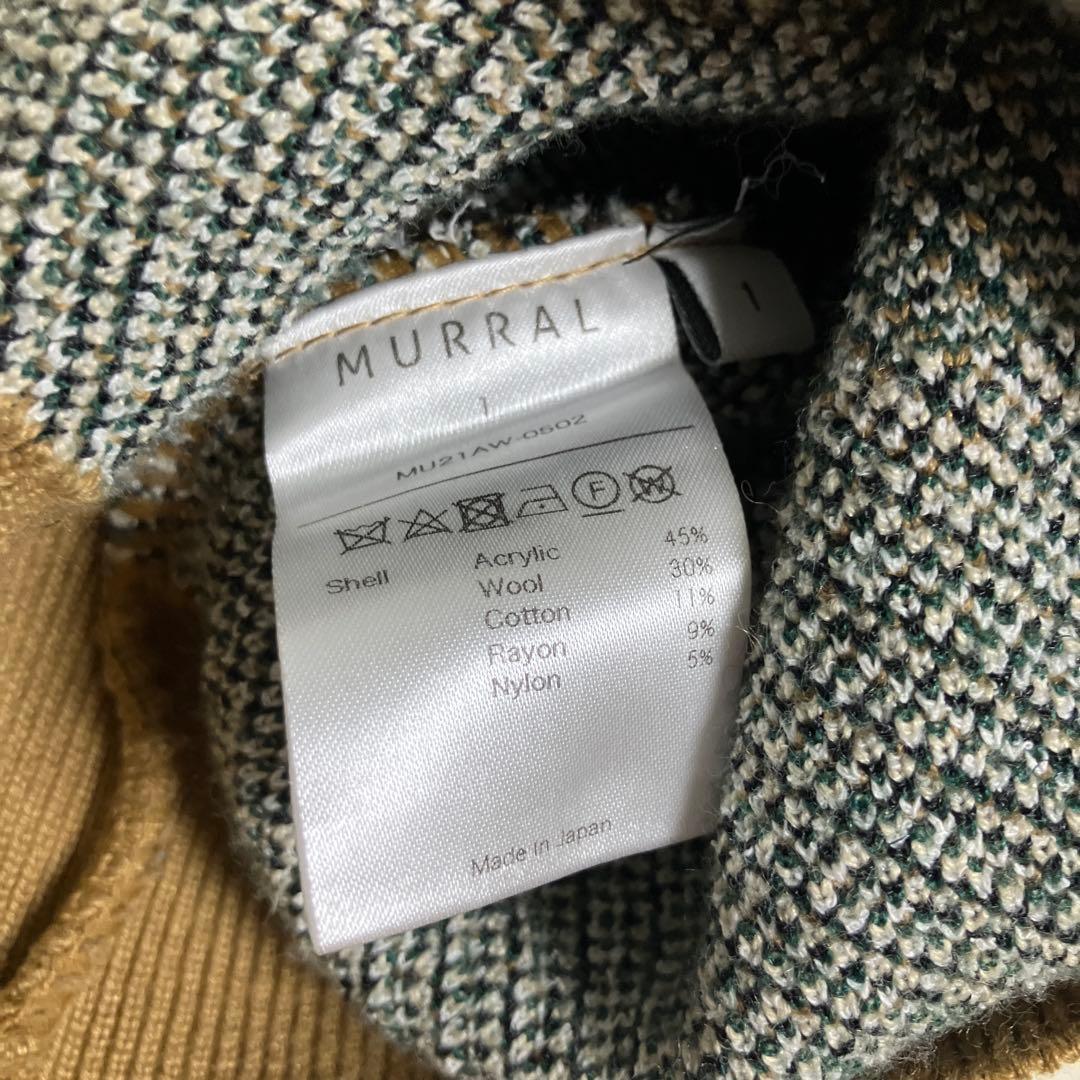 MURRAL
1
1
MU21AW-0502
F W
Shell Acrylic 45%
Wool 30%
Cotton 11%
Rayon 9%
Nylon 5%
Made in Japan